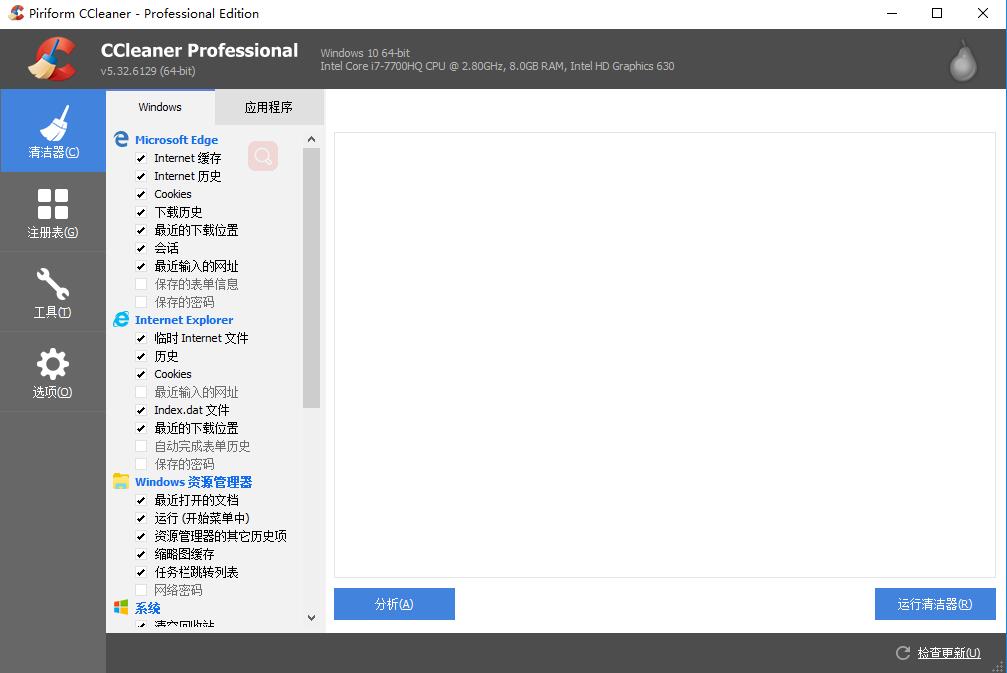 Piriform CCleaner - Professional Edition
CCleaner Professional
v5.32.6129 (64-bit)
Windows 10 64-bit
Intel Core i7-7700HQ CPU @ 2.80GHz, 8.0GB RAM, Intel HD Graphics 630
清洁器(C)
注册表(G)
工具(T)
选项(O)
Windows
应用程序
Microsoft Edge
Internet 缓存
Internet 历史
Cookies
下载历史
最近的下载位置
会话
最近输入的网址
保存的表单信息
保存的密码
Internet Explorer
临时 Internet 文件
历史
Cookies
最近输入的网址
Index.dat 文件
最近的下载位置
自动完成表单历史
保存的密码
Windows 资源管理器
最近打开的文档
运行 (开始菜单中)
资源管理器的其它历史项
缩略图缓存
任务栏跳转列表
网络密码
系统
清空回收站
分析(A)
运行清洁器(R)
检查更新(U)